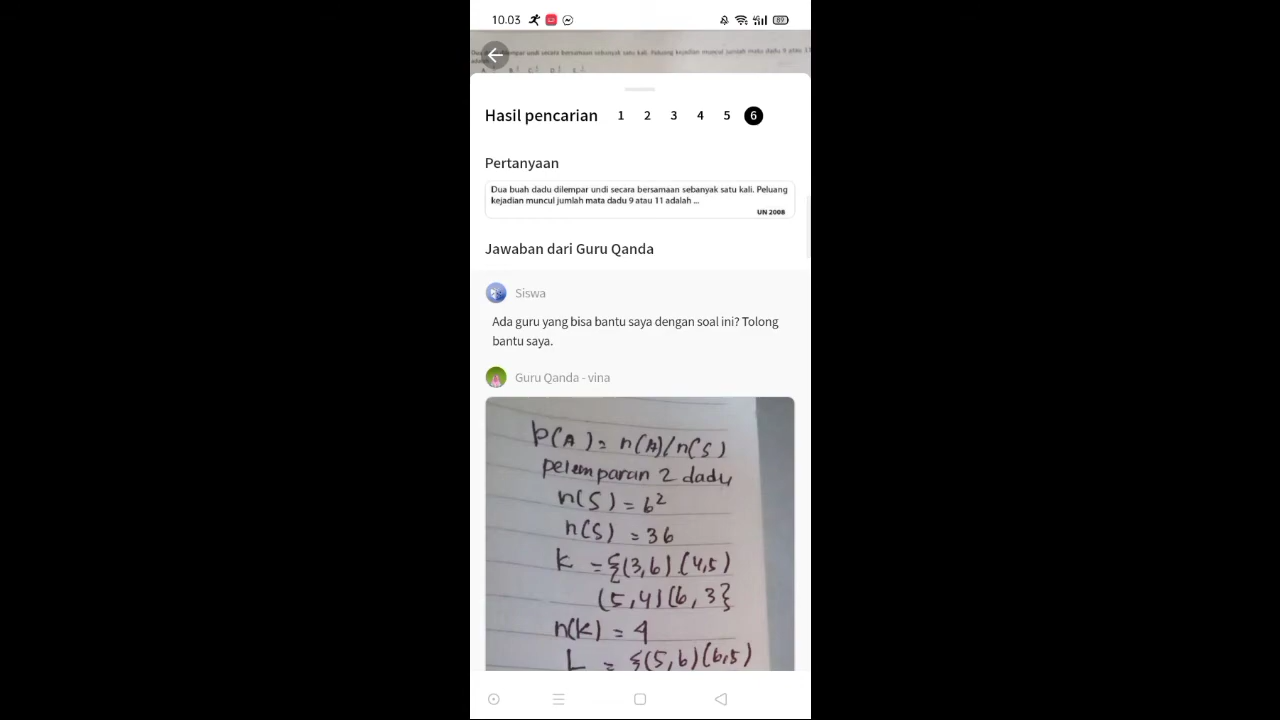 10.03
89
Hasil pencarian 1 2 3 4 5 6
Pertanyaan
Dua buah dadu dilempar undi secara bersamaan sebanyak satu kali. Peluang
kejadian muncul jumlah mata dadu 9 atau 11 adalah ...
UN 2008
Jawaban dari Guru Qanda
Siswa
Ada guru yang bisa bantu saya dengan soal ini? Tolong
bantu saya.
Guru Qanda - vina
P(A) = n(A)/n(S)
pelemparan 2 dadu
n(S) = 6²
n(S) = 36
K = {(3,6) (4,5)
(5,4) (6,3}
n(K) = 4
L = {(5,6) (6,5)